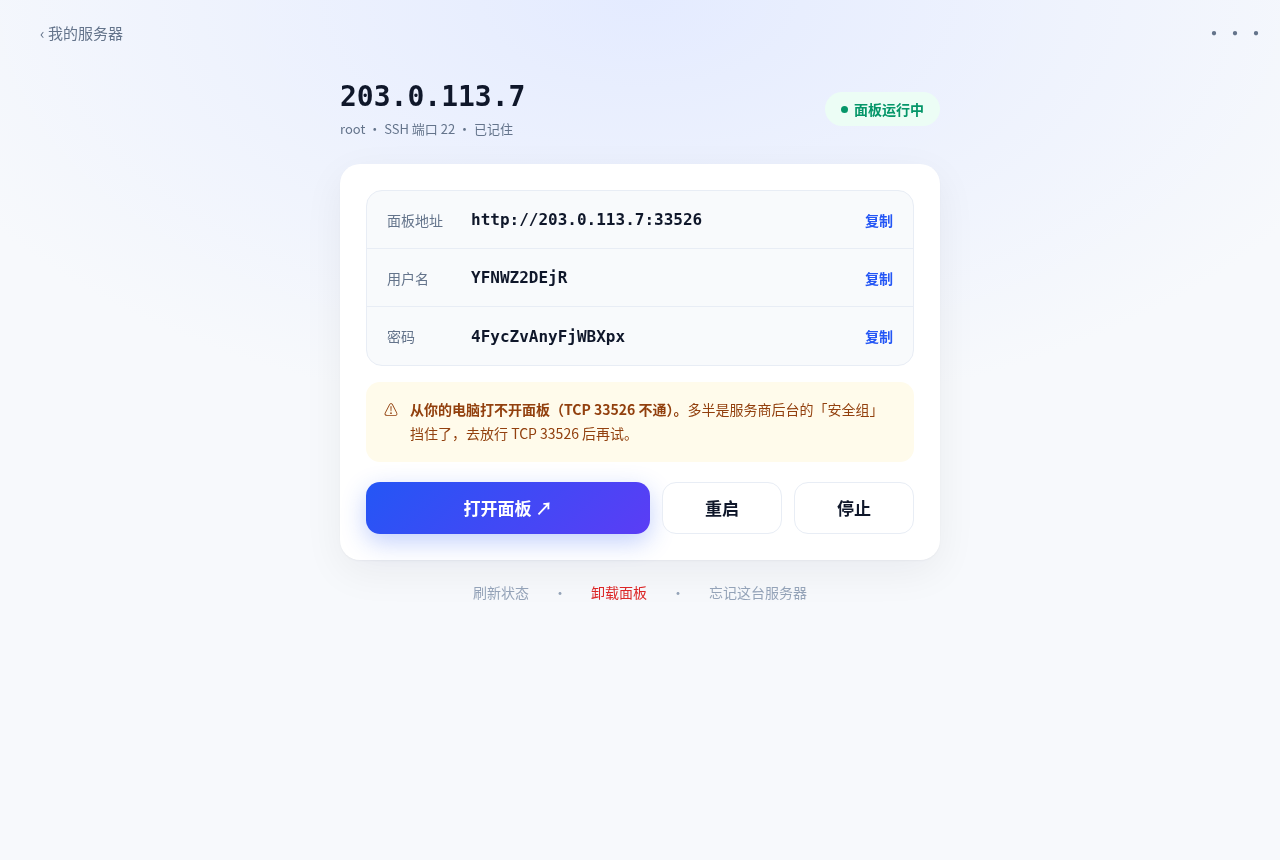 ‹ 我的服务器
203.0.113.7
root · SSH 端口 22 · 已记住
面板运行中
面板地址 http://203.0.113.7:33526 复制
用户名 YFNWZ2DEjR 复制
密码 4FycZvAnyFjWBXpx 复制
⚠ 从你的电脑打不开面板（TCP 33526 不通）。多半是服务商后台的「安全组」
挡住了，去放行 TCP 33526 后再试。
打开面板 ↗ 重启 停止
刷新状态 · 卸载面板 · 忘记这台服务器